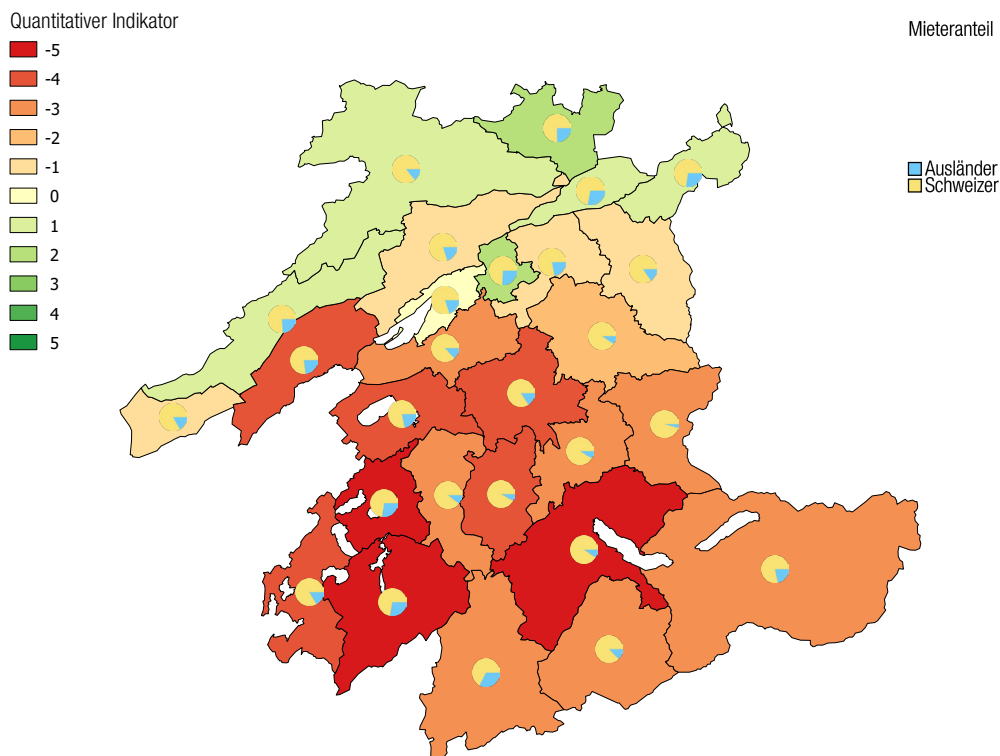 Quantitativer Indikator
-5
-4
-3
-2
-1
0
1
2
3
4
5
Mieteranteil
Ausländer
Schweizer